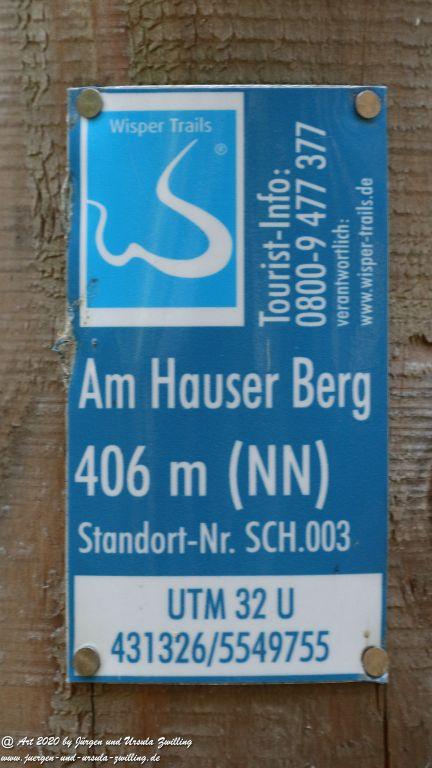 Wisper Trails
®
Tourist-Info:
0800-9 477 377
verantwortlich:
www.wisper-trails.de
Am Hauser Berg
406 m (NN)
Standort-Nr. SCH.003
UTM 32 U
431326/5549755
@ Art 2020 by Jürgen und Ursula Zwilling
www.juergen-und-ursula-zwilling.de